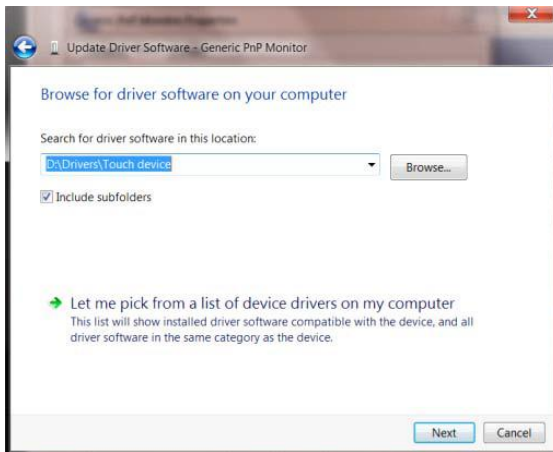 Update Driver Software - Generic PnP Monitor
Browse for driver software on your computer
Search for driver software in this location:
D:\Drivers\Touch device
Browse...
Include subfolders
Let me pick from a list of device drivers on my computer
This list will show installed driver software compatible with the device, and all
driver software in the same category as the device.
Next
Cancel